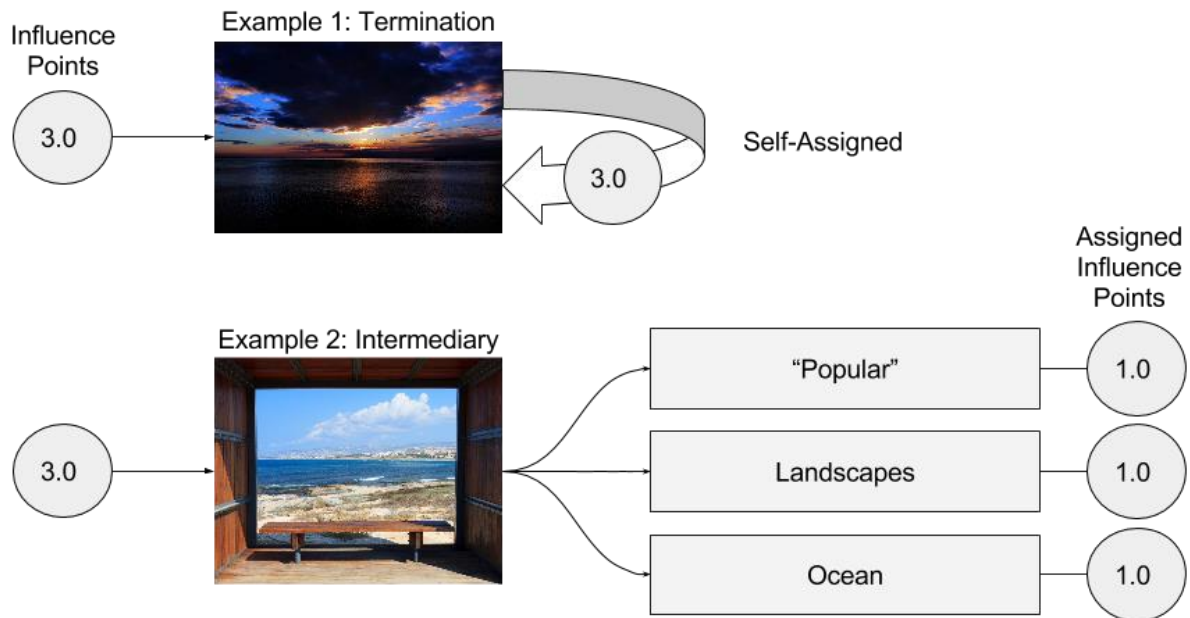 Influence
Points
3.0
Example 1: Termination
3.0
Self-Assigned
Assigned
Influence
Points
Example 2: Intermediary
3.0
“Popular”
1.0
Landscapes
1.0
Ocean
1.0